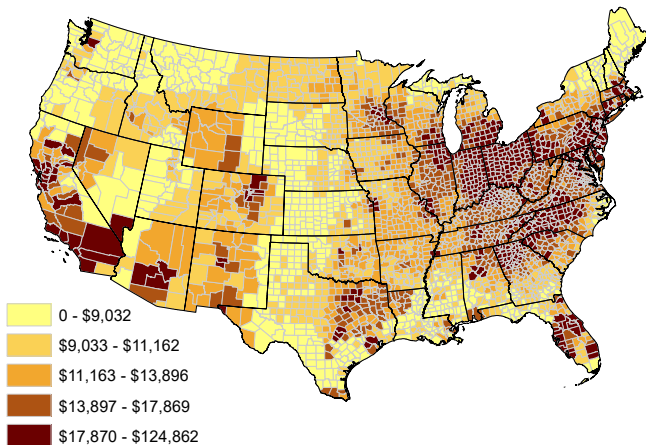 0 - $9,032
$9,033 - $11,162
$11,163 - $13,896
$13,897 - $17,869
$17,870 - $124,862